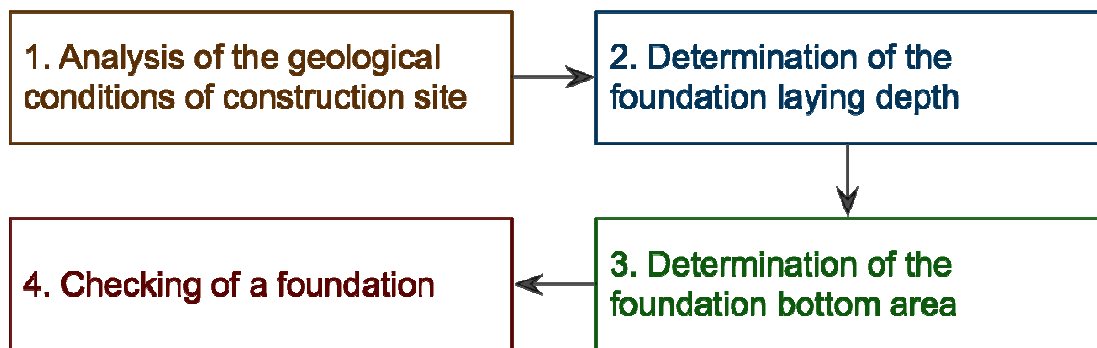 1. Analysis of the geological
conditions of construction site
2. Determination of the
foundation laying depth
3. Determination of the
foundation bottom area
4. Checking of a foundation